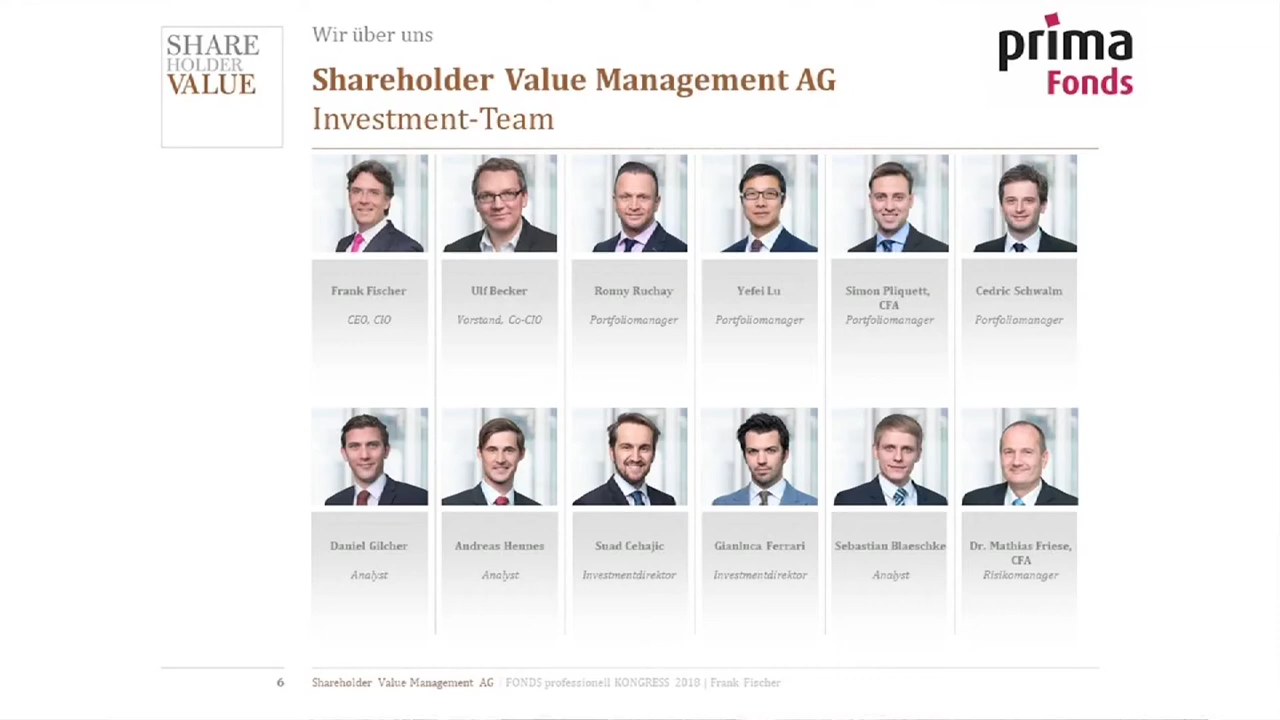 SHARE
HOLDER
VALUE
Wir über uns
Shareholder Value Management AG
Investment-Team
prima
Fonds
Frank Fischer
CEO, CIO
Ulf Becker
Vorstand, Co-CIO
Ronny Ruchay
Portfoliomanager
Yefei Lu
Portfoliomanager
Simon Pliquett,
CFA
Portfoliomanager
Cedric Schwalm
Portfoliomanager
Daniel Gilcher
Analyst
Andreas Hennes
Analyst
Suad Cehajic
Investmentdirektor
Gianluca Ferrari
Investmentdirektor
Sebastian Blaeschke
Analyst
Dr. Mathias Friese,
CFA
Risikomanager
6
Shareholder Value Management AG | FONDS professionell KONGRESS 2018 | Frank Fischer